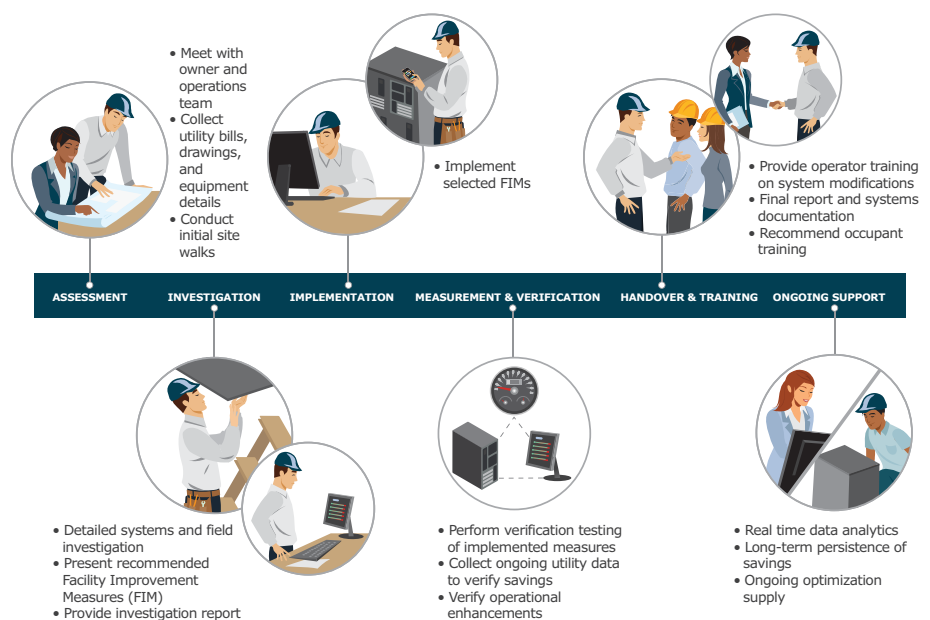 • Meet with
owner and
operations
team
• Collect
utility bills,
drawings,
and
equipment
details
• Conduct
initial site
walks
• Implement
selected FIMs
• Provide operator training
on system modifications
• Final report and systems
documentation
• Recommend occupant
training
ASSESSMENT
INVESTIGATION
IMPLEMENTATION
MEASUREMENT & VERIFICATION
HANDOVER & TRAINING
ONGOING SUPPORT
• Detailed systems and field
investigation
• Present recommended
Facility Improvement
Measures (FIM)
• Provide investigation report
• Perform verification testing
of implemented measures
• Collect ongoing utility data
to verify savings
• Verify operational
enhancements
• Real time data analytics
• Long-term persistence of
savings
• Ongoing optimization
supply